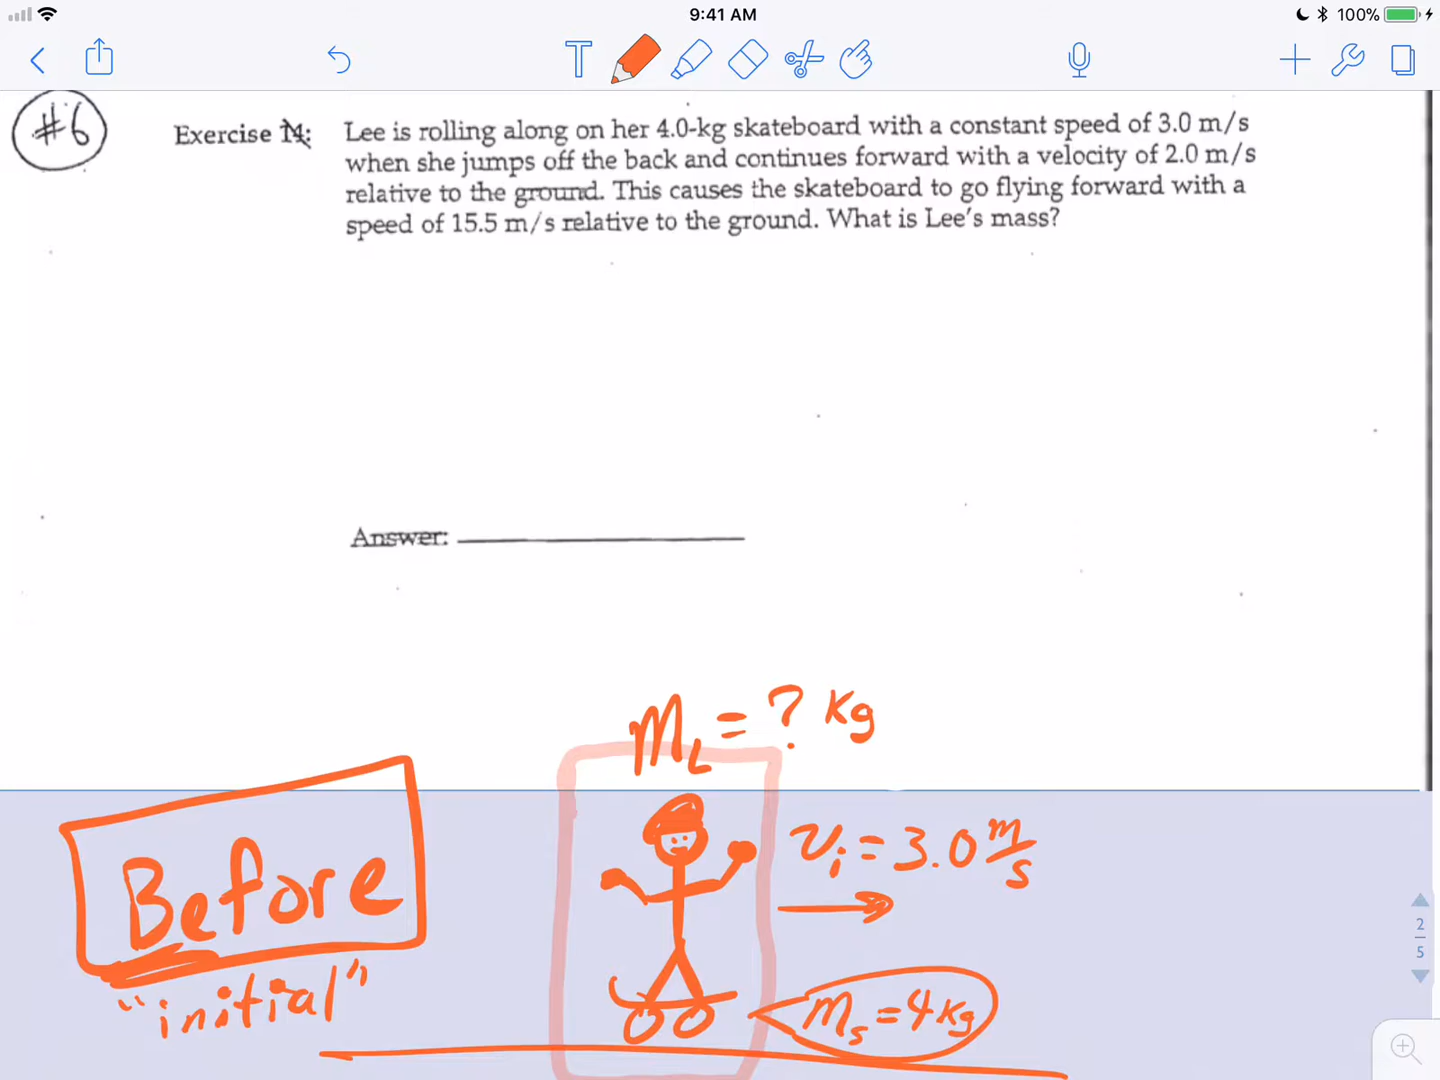 9:41 AM
100%
T
#6
Exercise 14: Lee is rolling along on her 4.0-kg skateboard with a constant speed of 3.0 m/s
when she jumps off the back and continues forward with a velocity of 2.0 m/s
relative to the ground. This causes the skateboard to go flying forward with a
speed of 15.5 m/s relative to the ground. What is Lee's mass?
Answer:
m_L = ? kg
Before
"initial"
v_i = 3.0 m/s
m_s = 4 kg
2
5